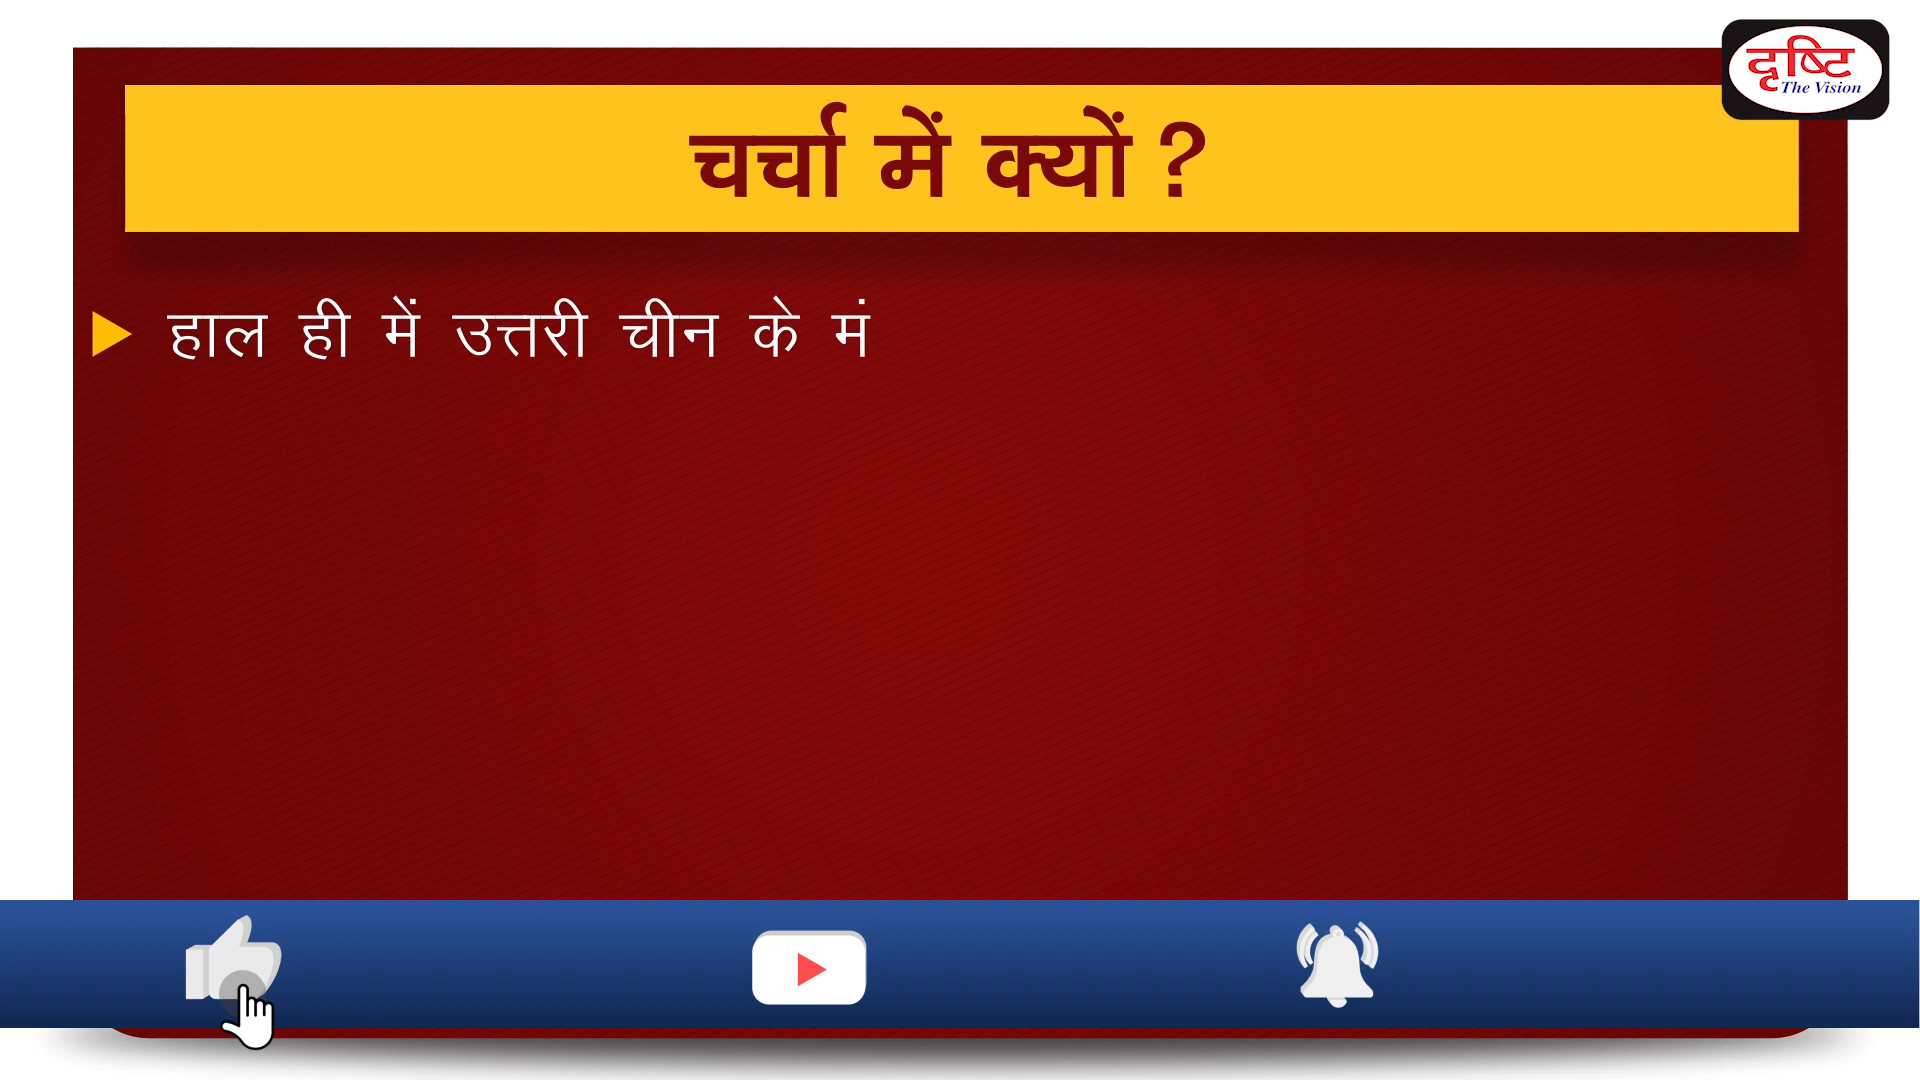 दृष्टि
The Vision
चर्चा में क्यों ?
हाल ही में उत्तरी चीन के मं